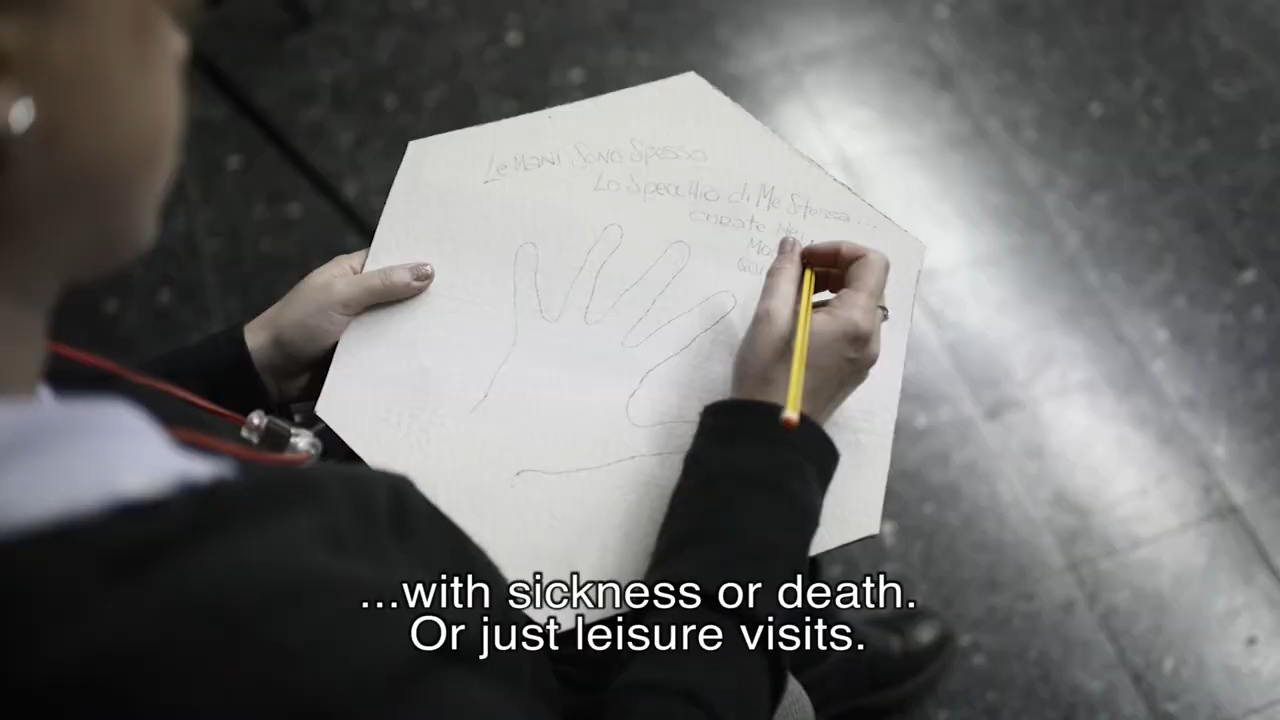 Le MANI SONO Spesso
Lo Specchio di Me Stessa...
CURATE
...with sickness or death.
Or just leisure visits.